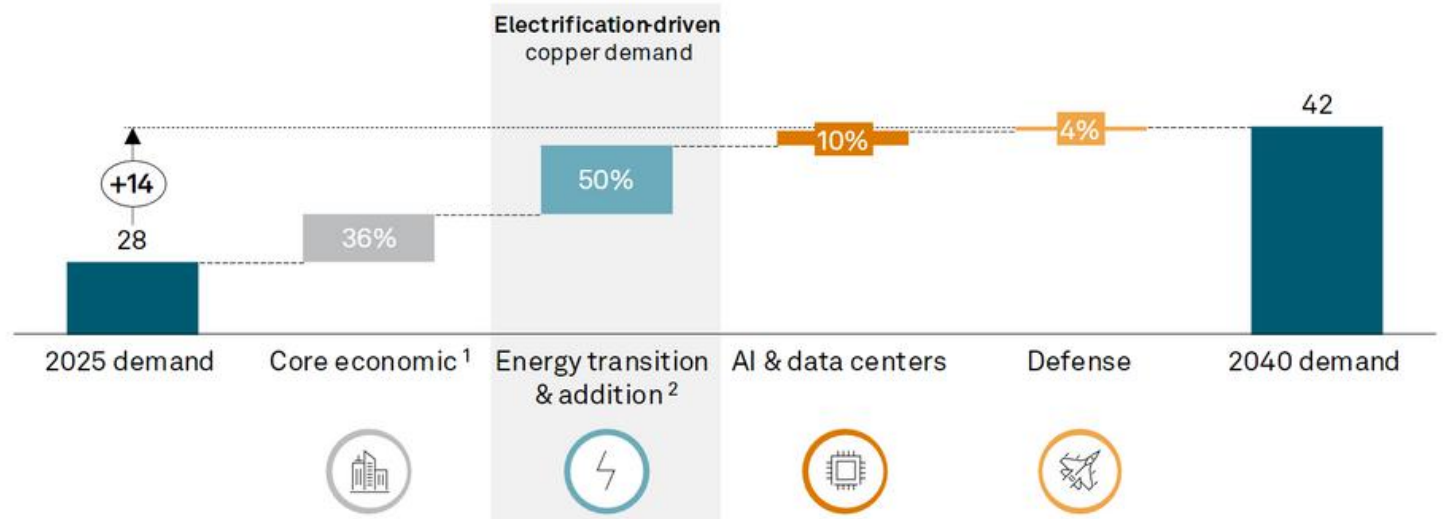 Electrification-driven
copper demand
42
+14
28
36%
50%
10%
4%
2025 demand
Core economic 1
Energy transition
& addition 2
AI & data centers
Defense
2040 demand